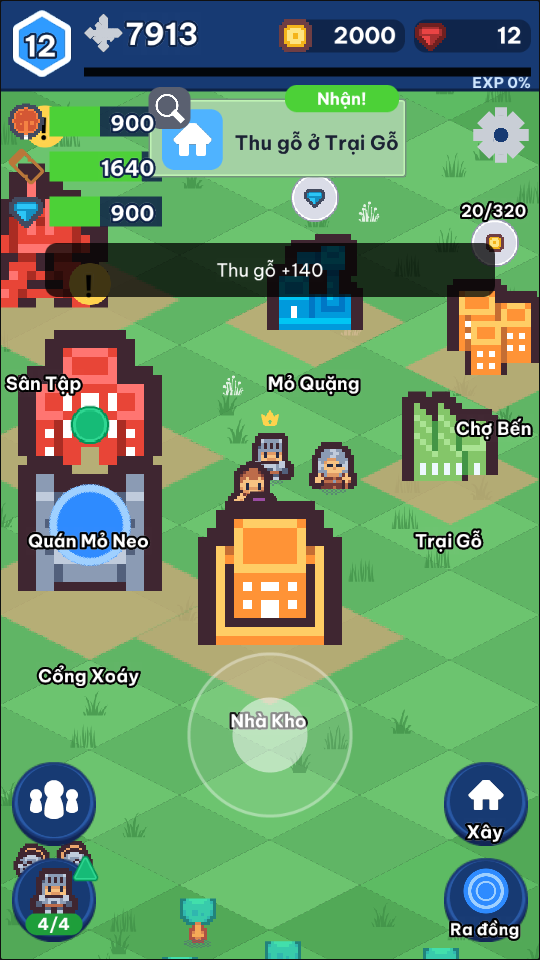 12
7913
2000
12
EXP 0%
Nhận!
900
Thu gỗ ở Trại Gỗ
1640
900
20/320
Thu gỗ +140
Sân Tập
Mỏ Quặng
Chợ Bến
Quán Mỏ Neo
Trại Gỗ
Cổng Xoáy
Nhà Kho
Xây
4/4
Ra đồng